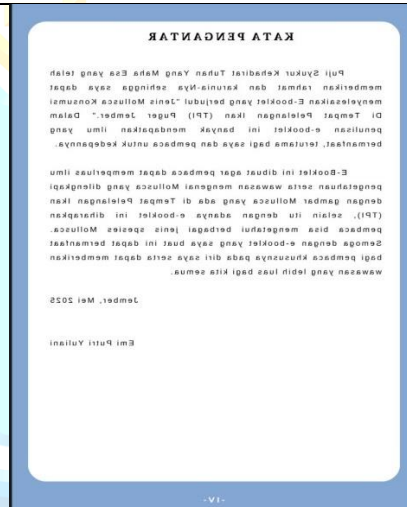 KATA PENGANTAR
Puji Syukur Kehadirat Tuhan Yang Maha Esa yang telah
memberikan rahmat dan karunia-Nya sehingga saya dapat
menyelesaikan E-booklet yang berjudul "Jenis Mollusca Konsumsi
Di Tempat Pelelangan Ikan (TPI) Puger Jember." Dalam
penulisan e-booklet ini banyak mendapatkan ilmu yang
bermanfaat, terutama bagi saya dan pembaca untuk kedepannya.
E-Booklet ini dibuat agar pembaca dapat memperluas ilmu
pengetahuan serta wawasan mengenai Mollusca yang dilengkapi
dengan gambar Mollusca yang ada di Tempat Pelelangan Ikan
(TPI), selain itu dengan adanya e-booklet ini diharapkan
pembaca bisa mengetahui berbagai jenis spesies Mollusca.
Semoga dengan e-booklet yang saya buat ini dapat bermanfaat
bagi pembaca khususnya pada diri saya serta dapat memberikan
wawasan yang lebih luas bagi kita semua.
Jember, Mei 2025
Emi Putri Yuliani
-IV-